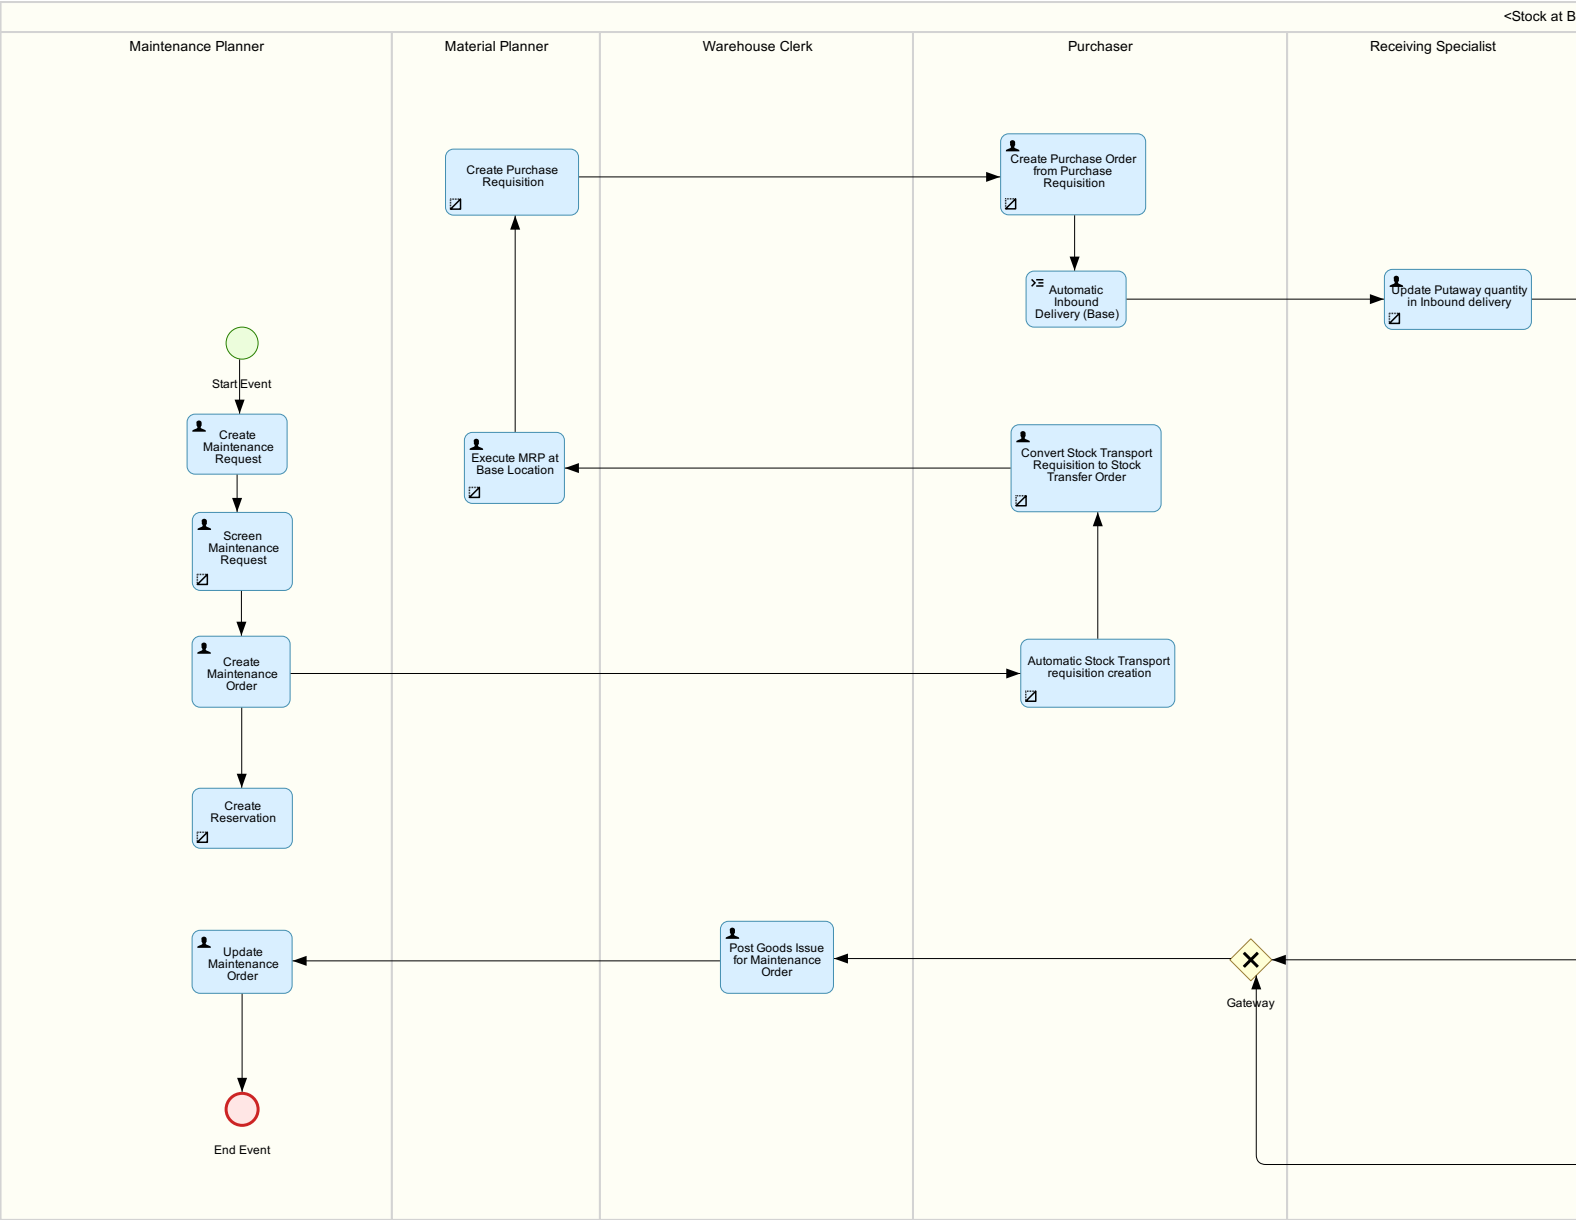 <Stock at B
Maintenance Planner
Material Planner
Warehouse Clerk
Purchaser
Receiving Specialist
Create Purchase
Requisition
Create Purchase Order
from Purchase
Requisition
Automatic
Inbound
Delivery (Base)
Update Putaway quantity
in Inbound delivery
Start Event
Create
Maintenance
Request
Execute MRP at
Base Location
Convert Stock Transport
Requisition to Stock
Transfer Order
Screen
Maintenance
Request
Create
Maintenance
Order
Automatic Stock Transport
requisition creation
Create
Reservation
Update
Maintenance
Order
Post Goods Issue
for Maintenance
Order
Gateway
End Event